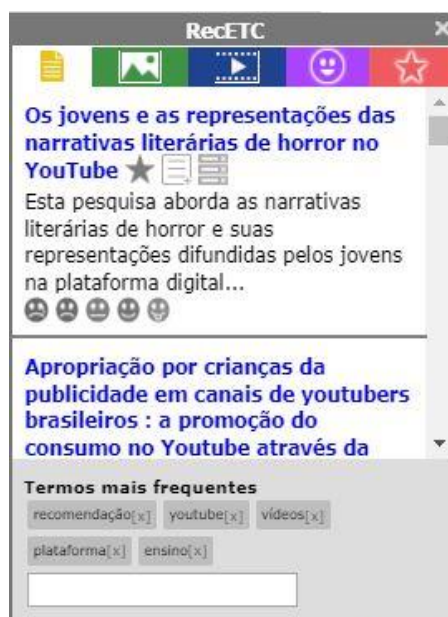 RecETC
Os jovens e as representações das
narrativas literárias de horror no
YouTube
Esta pesquisa aborda as narrativas
literárias de horror e suas
representações difundidas pelos jovens
na plataforma digital...
Apropriação por crianças da
publicidade em canais de youtubers
brasileiros : a promoção do
consumo no Youtube através da
Termos mais frequentes
recomendação[x] youtube[x] vídeos[x]
plataforma[x] ensino[x]